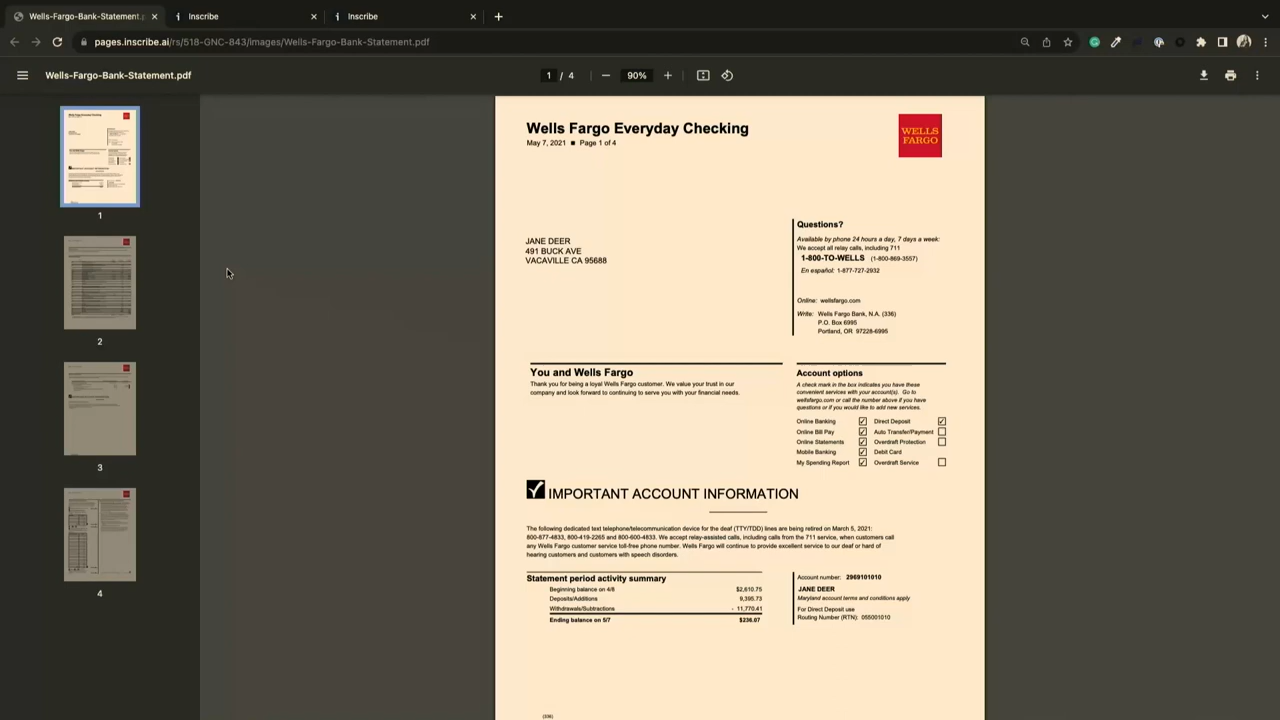 Wells-Fargo-Bank-Statement.p
Inscribe
Inscribe
pages.inscribe.ai/rs/518-GNC-843/images/Wells-Fargo-Bank-Statement.pdf
Wells-Fargo-Bank-Statement.pdf
1 / 4
90%
1
2
3
4
Wells Fargo Everyday Checking
May 7, 2021 ■ Page 1 of 4
WELLS
FARGO
JANE DEER
491 BUCK AVE
VACAVILLE CA 95688
Questions?
Available by phone 24 hours a day, 7 days a week:
We accept all relay calls, including 711
1-800-TO-WELLS (1-800-869-3557)
En español: 1-877-727-2932
Online: wellsfargo.com
Write: Wells Fargo Bank, N.A. (336)
P.O. Box 6995
Portland, OR 97228-6995
You and Wells Fargo
Thank you for being a loyal Wells Fargo customer. We value your trust in our
company and look forward to continuing to serve you with your financial needs.
Account options
A check mark in the box indicates you have these
convenient services with your account(s). Go to
wellsfargo.com or call the number above if you have
questions or if you would like to add new services.
Online Banking ☑ Direct Deposit ☑
Online Bill Pay ☑ Auto Transfer/Payment ☐
Online Statements ☑ Overdraft Protection ☐
Mobile Banking ☑ Debit Card
My Spending Report ☑ Overdraft Service ☐
IMPORTANT ACCOUNT INFORMATION
The following dedicated text telephone/telecommunication device for the deaf (TTY/TDD) lines are being retired on March 5, 2021:
800-877-4833, 800-419-2265 and 800-600-4833. We accept relay-assisted calls, including calls from the 711 service, when customers call
any Wells Fargo customer service toll-free phone number. Wells Fargo will continue to provide excellent service to our deaf or hard of
hearing customers and customers with speech disorders.
Statement period activity summary
Beginning balance on 4/8 $2,610.75
Deposits/Additions 9,395.73
Withdrawals/Subtractions - 11,770.41
Ending balance on 5/7 $236.07
Account number: 2969101010
JANE DEER
Maryland account terms and conditions apply
For Direct Deposit use
Routing Number (RTN): 055001010
(336)